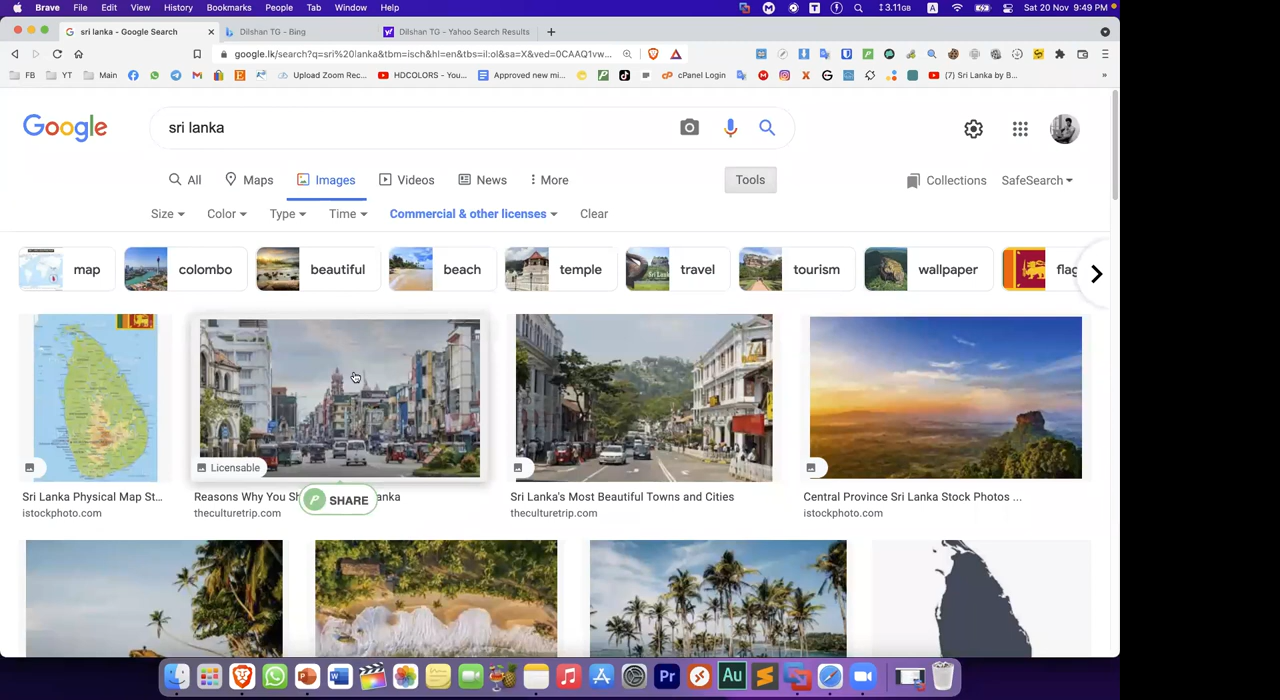 Brave File Edit View History Bookmarks People Tab Window Help 3.11GB A Sat 20 Nov 9:49 PM
sri lanka - Google Search Dilshan TG - Bing Dilshan TG - Yahoo Search Results
google.lk/search?q=sri%20lanka&tbm=isch&hl=en&tbs=il:ol&sa=X&ved=0CAAQ1vw...
FB YT Main Upload Zoom Rec... HDCOLORS - You... Approved new mi... cPanel Login (7) Sri Lanka by B... »
Google sri lanka
All Maps Images Videos News More Tools Collections SafeSearch
Size Color Type Time Commercial & other licenses Clear
map colombo beautiful beach temple travel tourism wallpaper flag
Licensable
Sri Lanka Physical Map St... Reasons Why You Sh anka Sri Lanka's Most Beautiful Towns and Cities Central Province Sri Lanka Stock Photos ...
SHARE
istockphoto.com theculturetrip.com theculturetrip.com istockphoto.com
W Pr Au